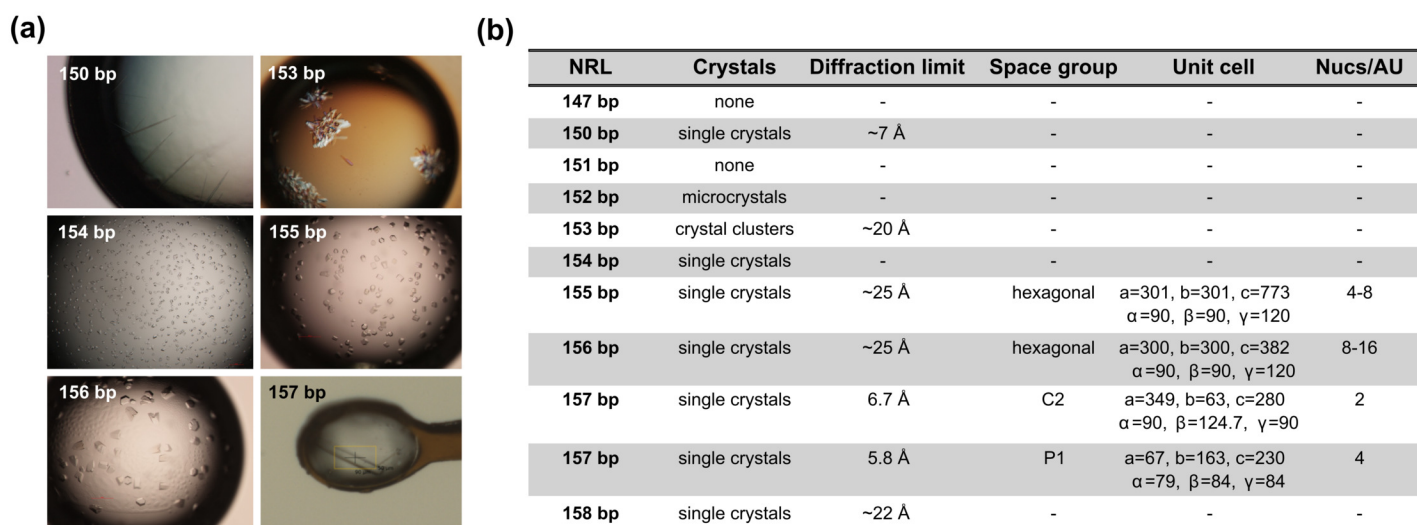 (a)
150 bp
153 bp
154 bp
155 bp
156 bp
157 bp
(b)
NRL Crystals Diffraction limit Space group Unit cell Nucs/AU
147 bp none - - - -
150 bp single crystals ~7 Å - - -
151 bp none - - - -
152 bp microcrystals - - - -
153 bp crystal clusters ~20 Å - - -
154 bp single crystals - - - -
155 bp single crystals ~25 Å hexagonal a=301, b=301, c=773 4-8
α=90, β=90, γ=120
156 bp single crystals ~25 Å hexagonal a=300, b=300, c=382 8-16
α=90, β=90, γ=120
157 bp single crystals 6.7 Å C2 a=349, b=63, c=280 2
α=90, β=124.7, γ=90
157 bp single crystals 5.8 Å P1 a=67, b=163, c=230 4
α=79, β=84, γ=84
158 bp single crystals ~22 Å - - -